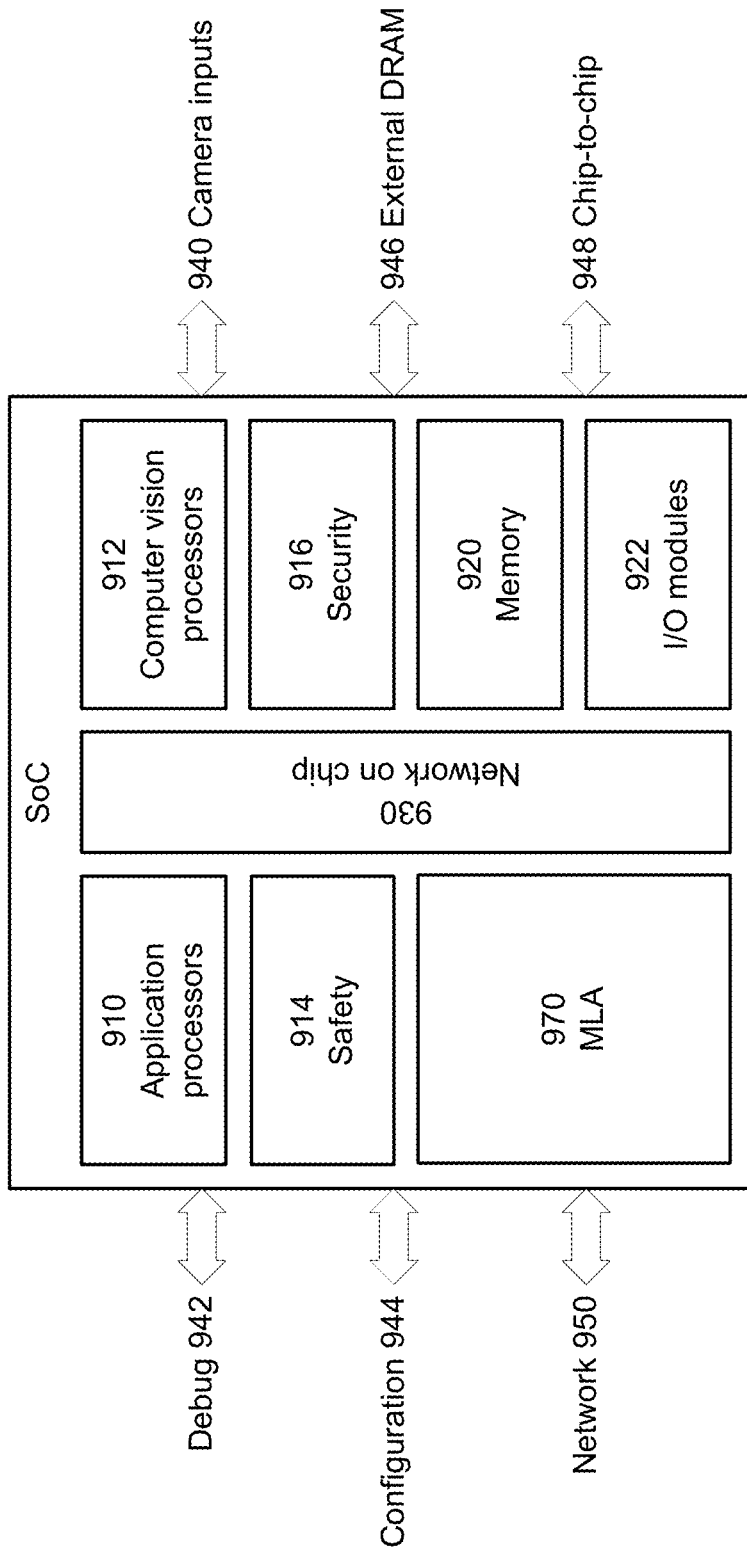 SoC
910
Application
processors
912
Computer vision
processors
914
Safety
916
Security
930
Network on chip
970
MLA
920
Memory
922
I/O modules
Debug 942
Configuration 944
Network 950
940 Camera inputs
946 External DRAM
948 Chip-to-chip